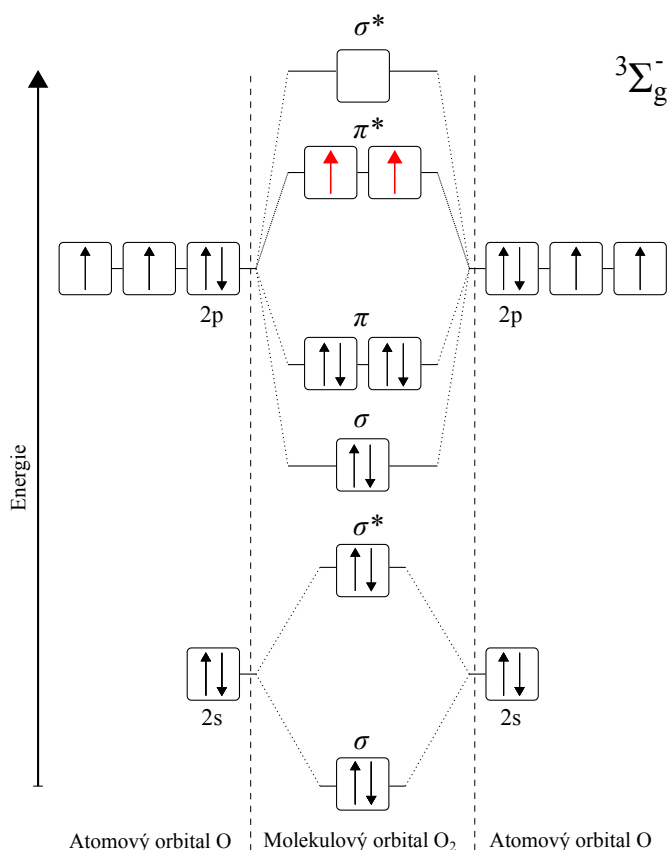 σ*
³Σg⁻
π*
2p
2p
π
σ
Energie
σ*
2s
2s
σ
Atomový orbital O
Molekulový orbital O₂
Atomový orbital O